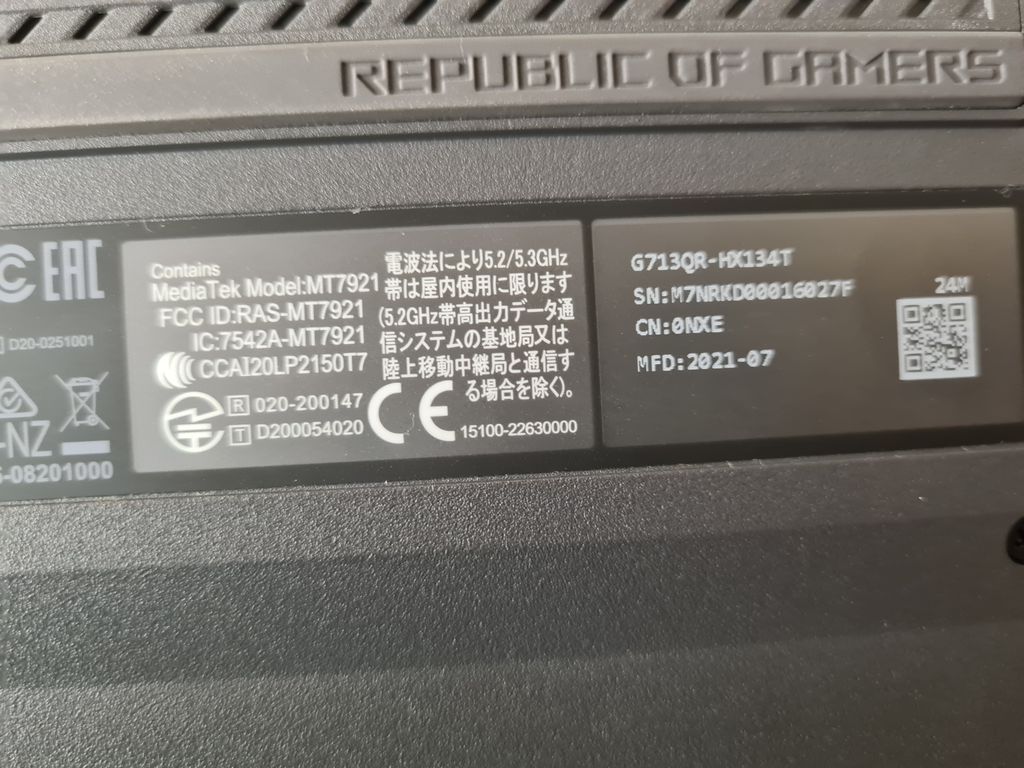 REPUBLIC OF GAMERS
EAC
D20-0251001
-NZ
-08201000
Contains
MediaTek Model:MT7921
FCC ID:RAS-MT7921
IC:7542A-MT7921
CCAI20LP2150T7
R 020-200147
T D200054020
電波法により5.2/5.3GHz
帯は屋内使用に限ります
(5.2GHz帯高出力データ通
信システムの基地局又は
陸上移動中継局と通信す
る場合を除く)。
CE
15100-22630000
G713QR-HX134T
SN:M7NRKD00016027F
CN:0NXE
MFD:2021-07
24M